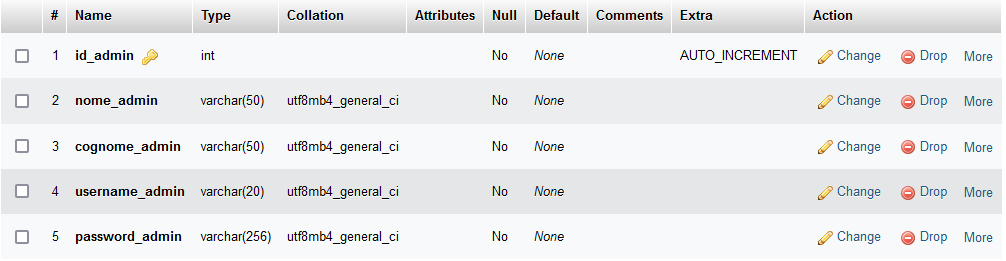 # Name Type Collation Attributes Null Default Comments Extra Action
1 id_admin int No None AUTO_INCREMENT Change Drop More
2 nome_admin varchar(50) utf8mb4_general_ci No None Change Drop More
3 cognome_admin varchar(50) utf8mb4_general_ci No None Change Drop More
4 username_admin varchar(20) utf8mb4_general_ci No None Change Drop More
5 password_admin varchar(256) utf8mb4_general_ci No None Change Drop More